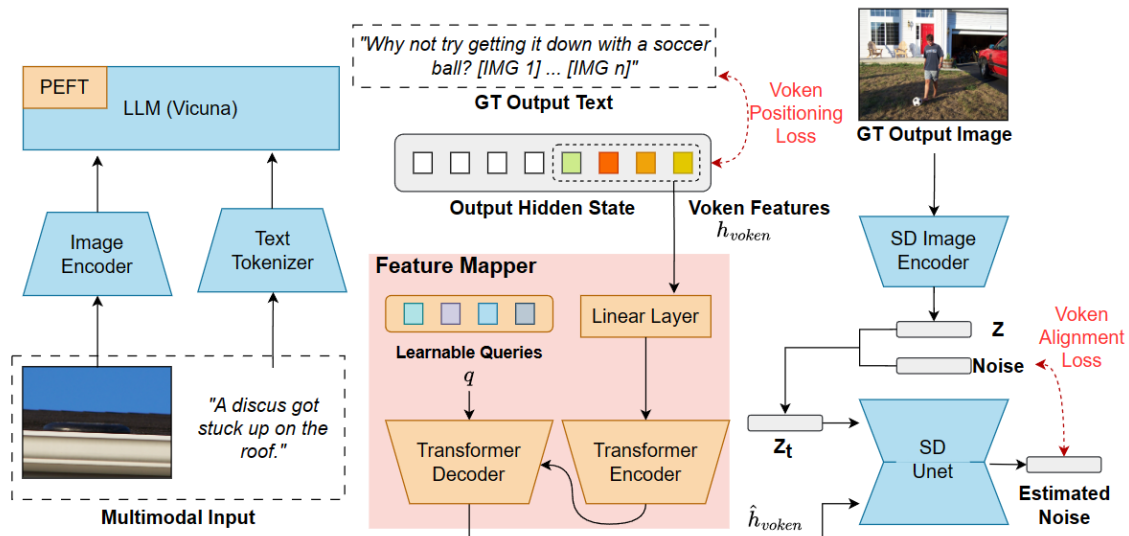 PEFT
LLM (Vicuna)
Image
Encoder
Text
Tokenizer
"A discus got
stuck up on the
roof."
Multimodal Input
"Why not try getting it down with a soccer
ball? [IMG 1] ... [IMG n]"
GT Output Text
Voken
Positioning
Loss
Output Hidden State
Voken Features
h_voken
Feature Mapper
Learnable Queries
q
Linear Layer
Transformer
Decoder
Transformer
Encoder
GT Output Image
SD Image
Encoder
z
Noise
Voken
Alignment
Loss
z_t
SD
Unet
Estimated
Noise
ĥ_voken